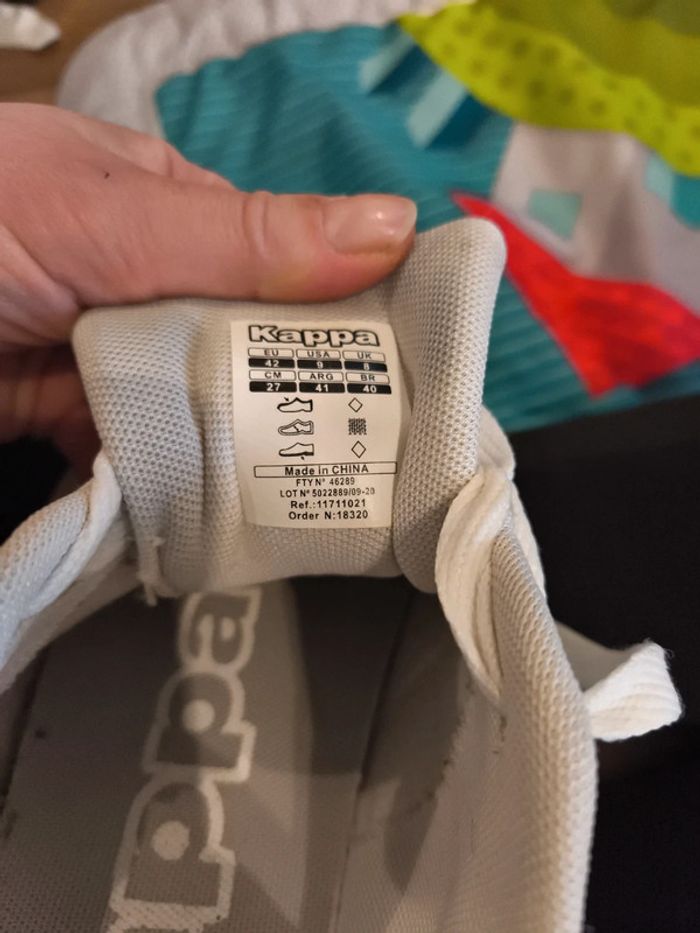 Kappa
EU USA UK
42 9 8
CM ARG BR
27 41 40
Made in CHINA
FTY N° 46289
LOT N° 5022889/09-20
Ref.:11711021
Order N:18320
Kappa